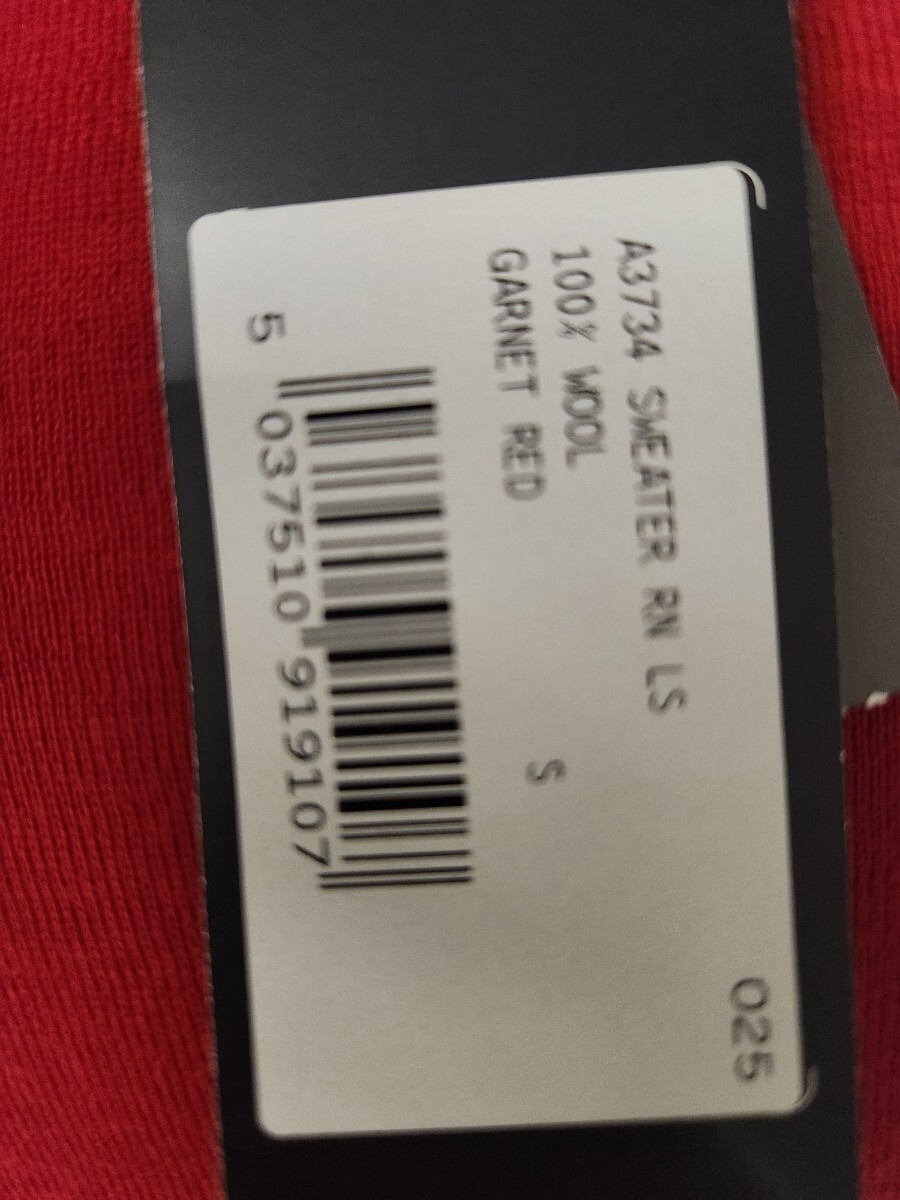 025
A3734 SWEATER RN LS
100% WOOL
GARNET RED S
5 037510 919107